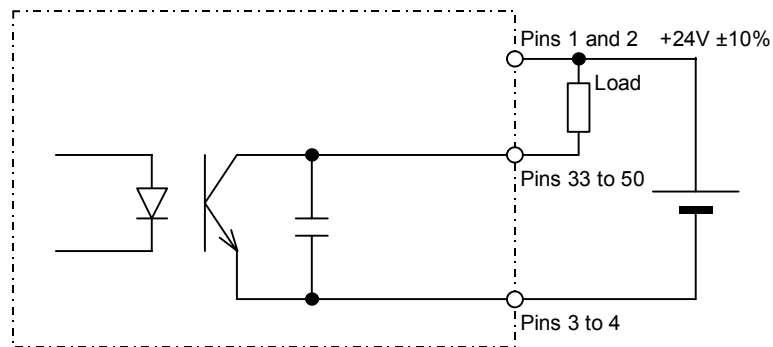 Pins 1 and 2 +24V ±10%
Load
Pins 33 to 50
Pins 3 to 4